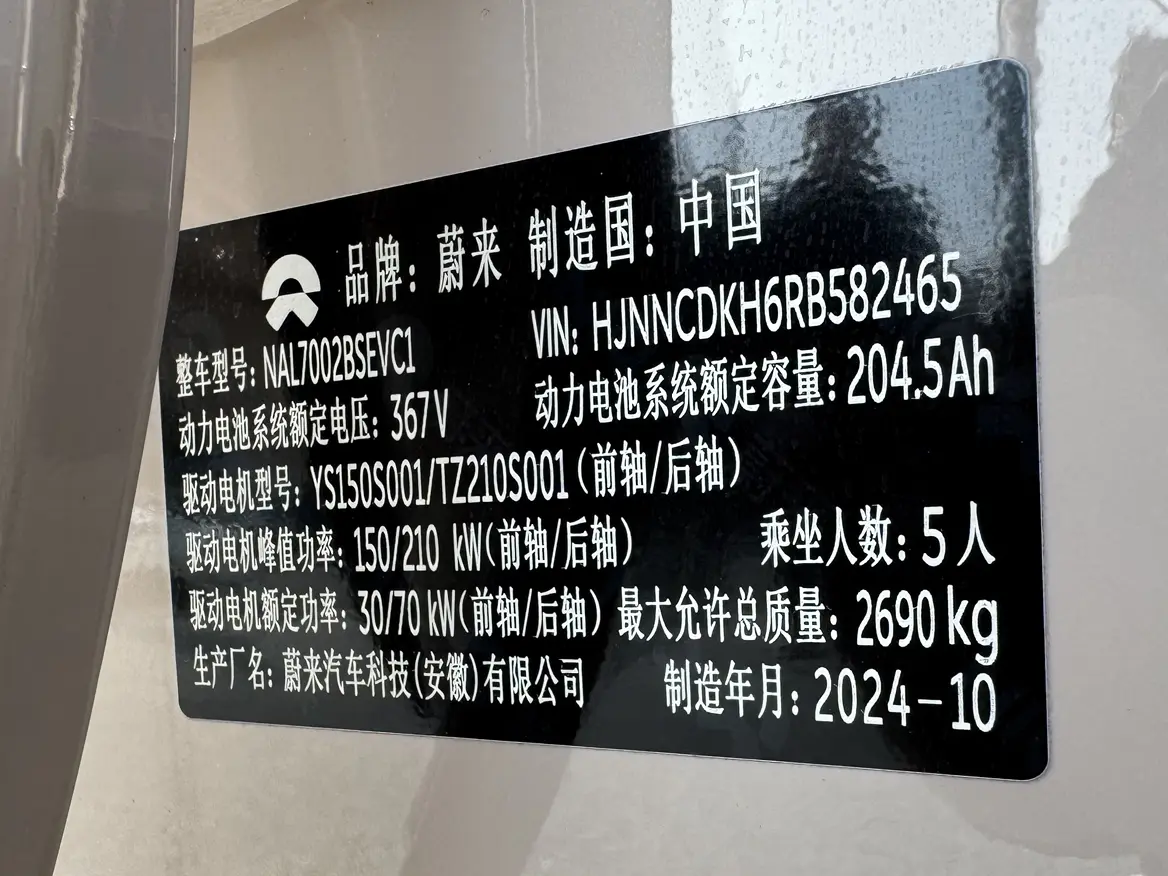 品牌：蔚来 制造国：中国
整车型号：NAL7002BSEVC1 VIN: HJNNCDKH6RB582465
动力电池系统额定电压：367V 动力电池系统额定容量：204.5Ah
驱动电机型号：YS150S001/TZ210S001（前轴/后轴）
驱动电机峰值功率：150/210 kW（前轴/后轴） 乘坐人数：5人
驱动电机额定功率：30/70 kW（前轴/后轴） 最大允许总质量：2690kg
生产厂名：蔚来汽车科技（安徽）有限公司 制造年月：2024-10